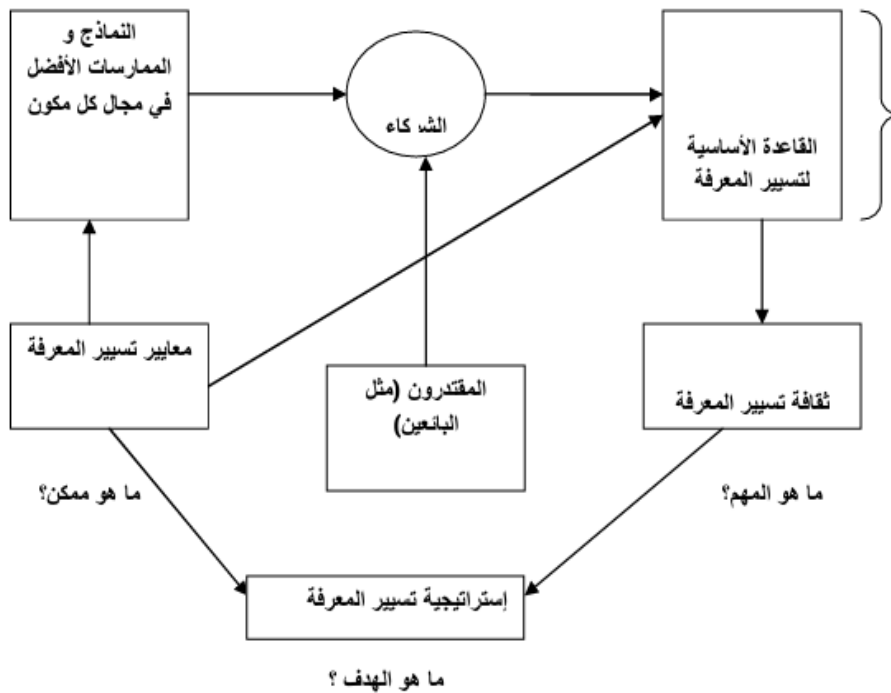 النماذج و
الممارسات الأفضل
في مجال كل مكون
الشركاء
القاعدة الأساسية
لتسيير المعرفة
معايير تسيير المعرفة
المقتدرون (مثل
البائعين)
ثقافة تسيير المعرفة
ما هو ممكن؟
ما هو المهم؟
إستراتيجية تسيير المعرفة
ما هو الهدف ؟